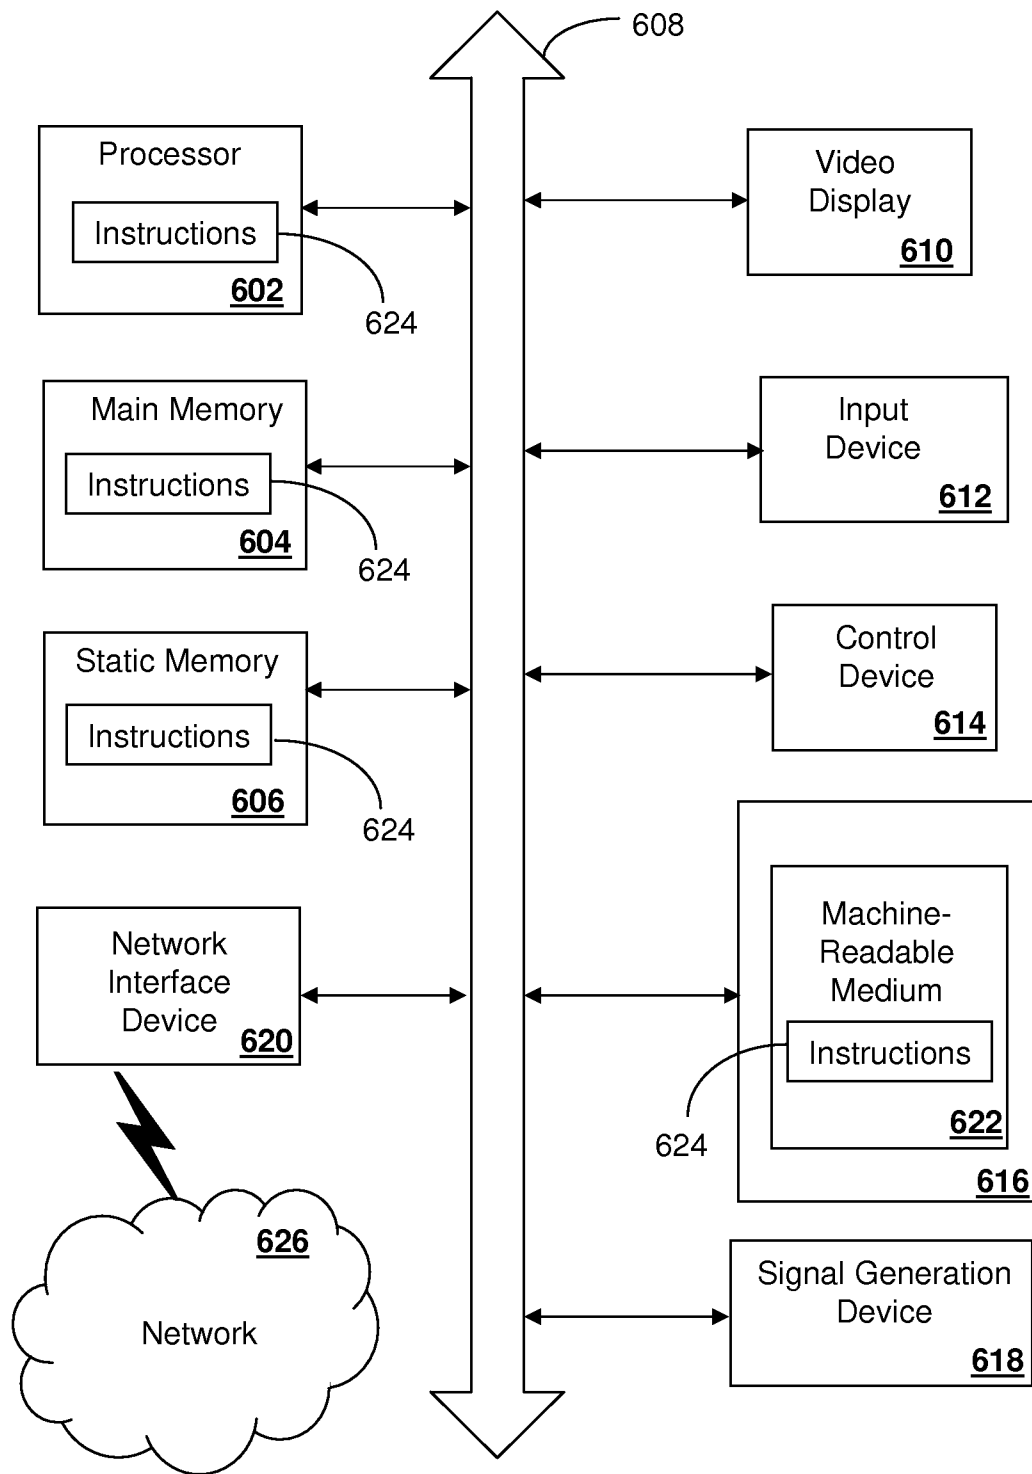 608
Processor
Instructions
602
624
Main Memory
Instructions
604
624
Static Memory
Instructions
606
624
Network
Interface
Device
620
626
Network
Video
Display
610
Input
Device
612
Control
Device
614
Machine-
Readable
Medium
Instructions
622
624
616
Signal Generation
Device
618